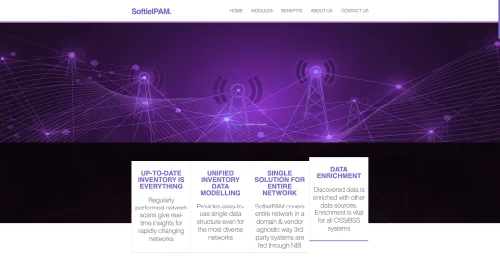 SoftielPAM.
HOME MODULES BENEFITS ABOUT US CONTACT US
UP-TO-DATE
INVENTORY IS
EVERYTHING
Regularly
performed network
scans give real-
time insights for
rapidly changing
networks
UNIFIED
INVENTORY
DATA
MODELLING
Provides easy-to-
use single data
structure even for
the most diverse
networks
SINGLE
SOLUTION FOR
ENTIRE
NETWORK
SoftielPAM covers
entire network in a
domain & vendor
agnostic way 3rd
party systems are
fed through NBI
DATA
ENRICHMENT
Discovered data is
enriched with other
data sources.
Enrichment is vital
for all OSS/BSS
systems